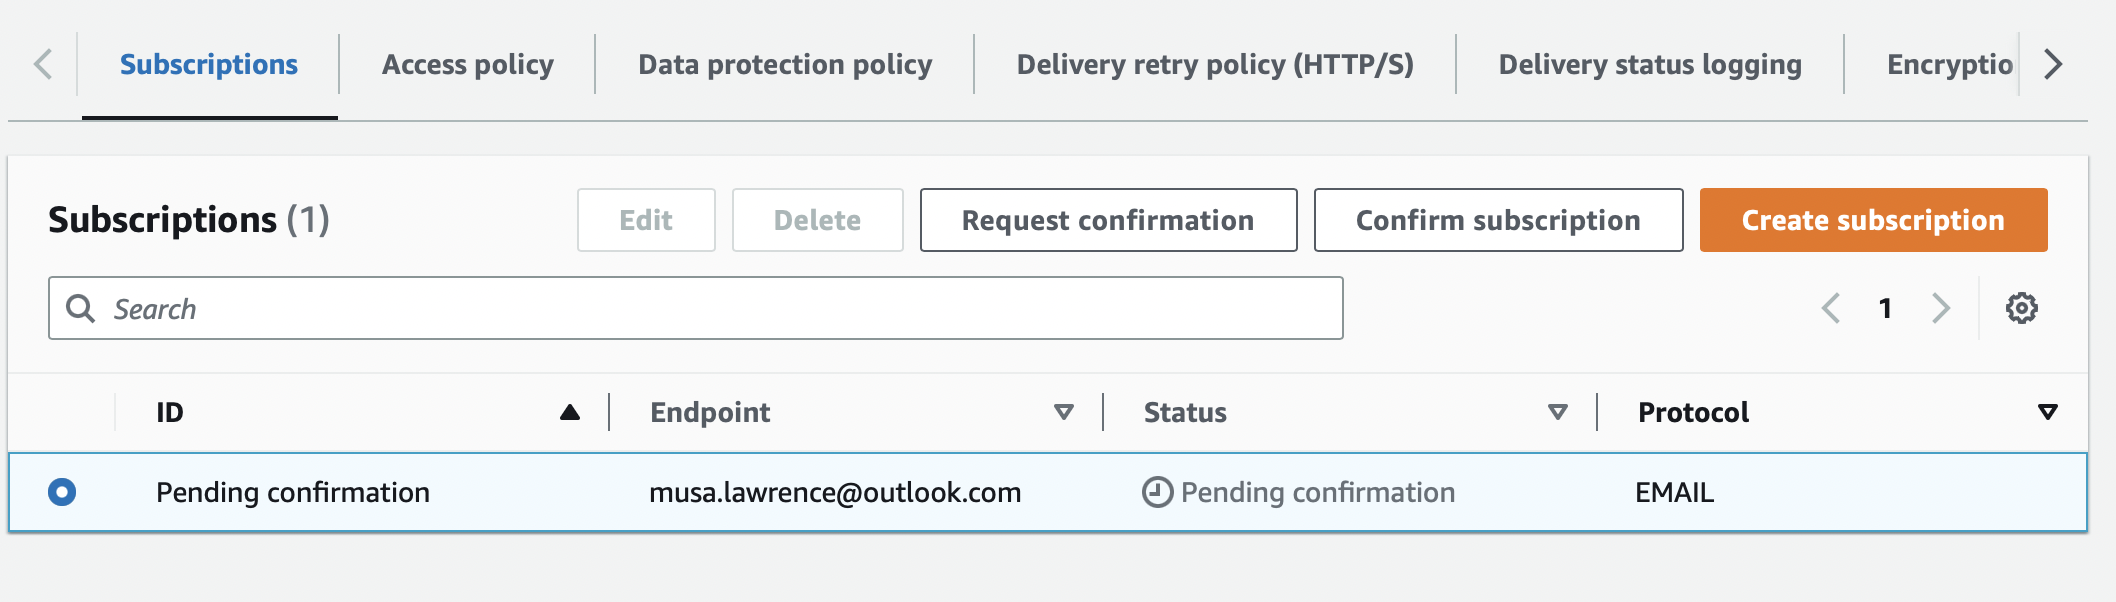 Subscriptions Access policy Data protection policy Delivery retry policy (HTTP/S) Delivery status logging Encryptio
Subscriptions (1) Edit Delete Request confirmation Confirm subscription Create subscription
Search 1
ID Endpoint Status Protocol
Pending confirmation musa.lawrence@outlook.com Pending confirmation EMAIL